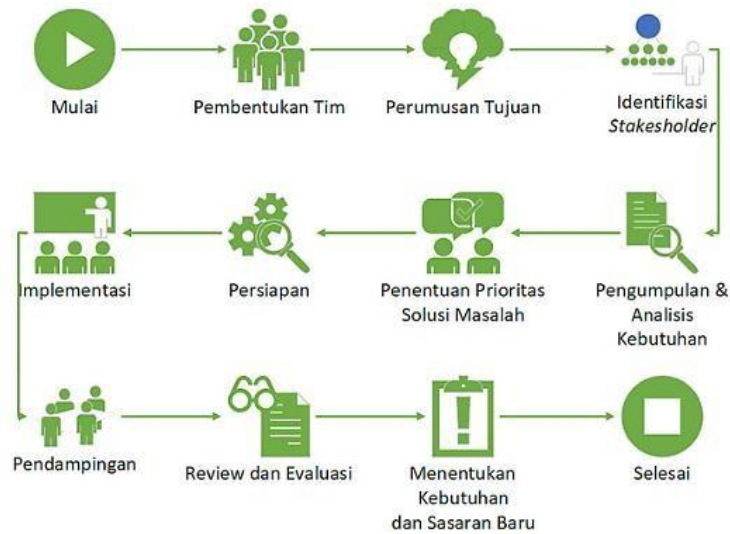 Mulai
Pembentukan Tim
Perumusan Tujuan
Identifikasi
Stakesholder
Pengumpulan &
Analisis
Kebutuhan
Penentuan Prioritas
Solusi Masalah
Persiapan
Implementasi
Pendampingan
Review dan Evaluasi
Menentukan
Kebutuhan
dan Sasaran Baru
Selesai